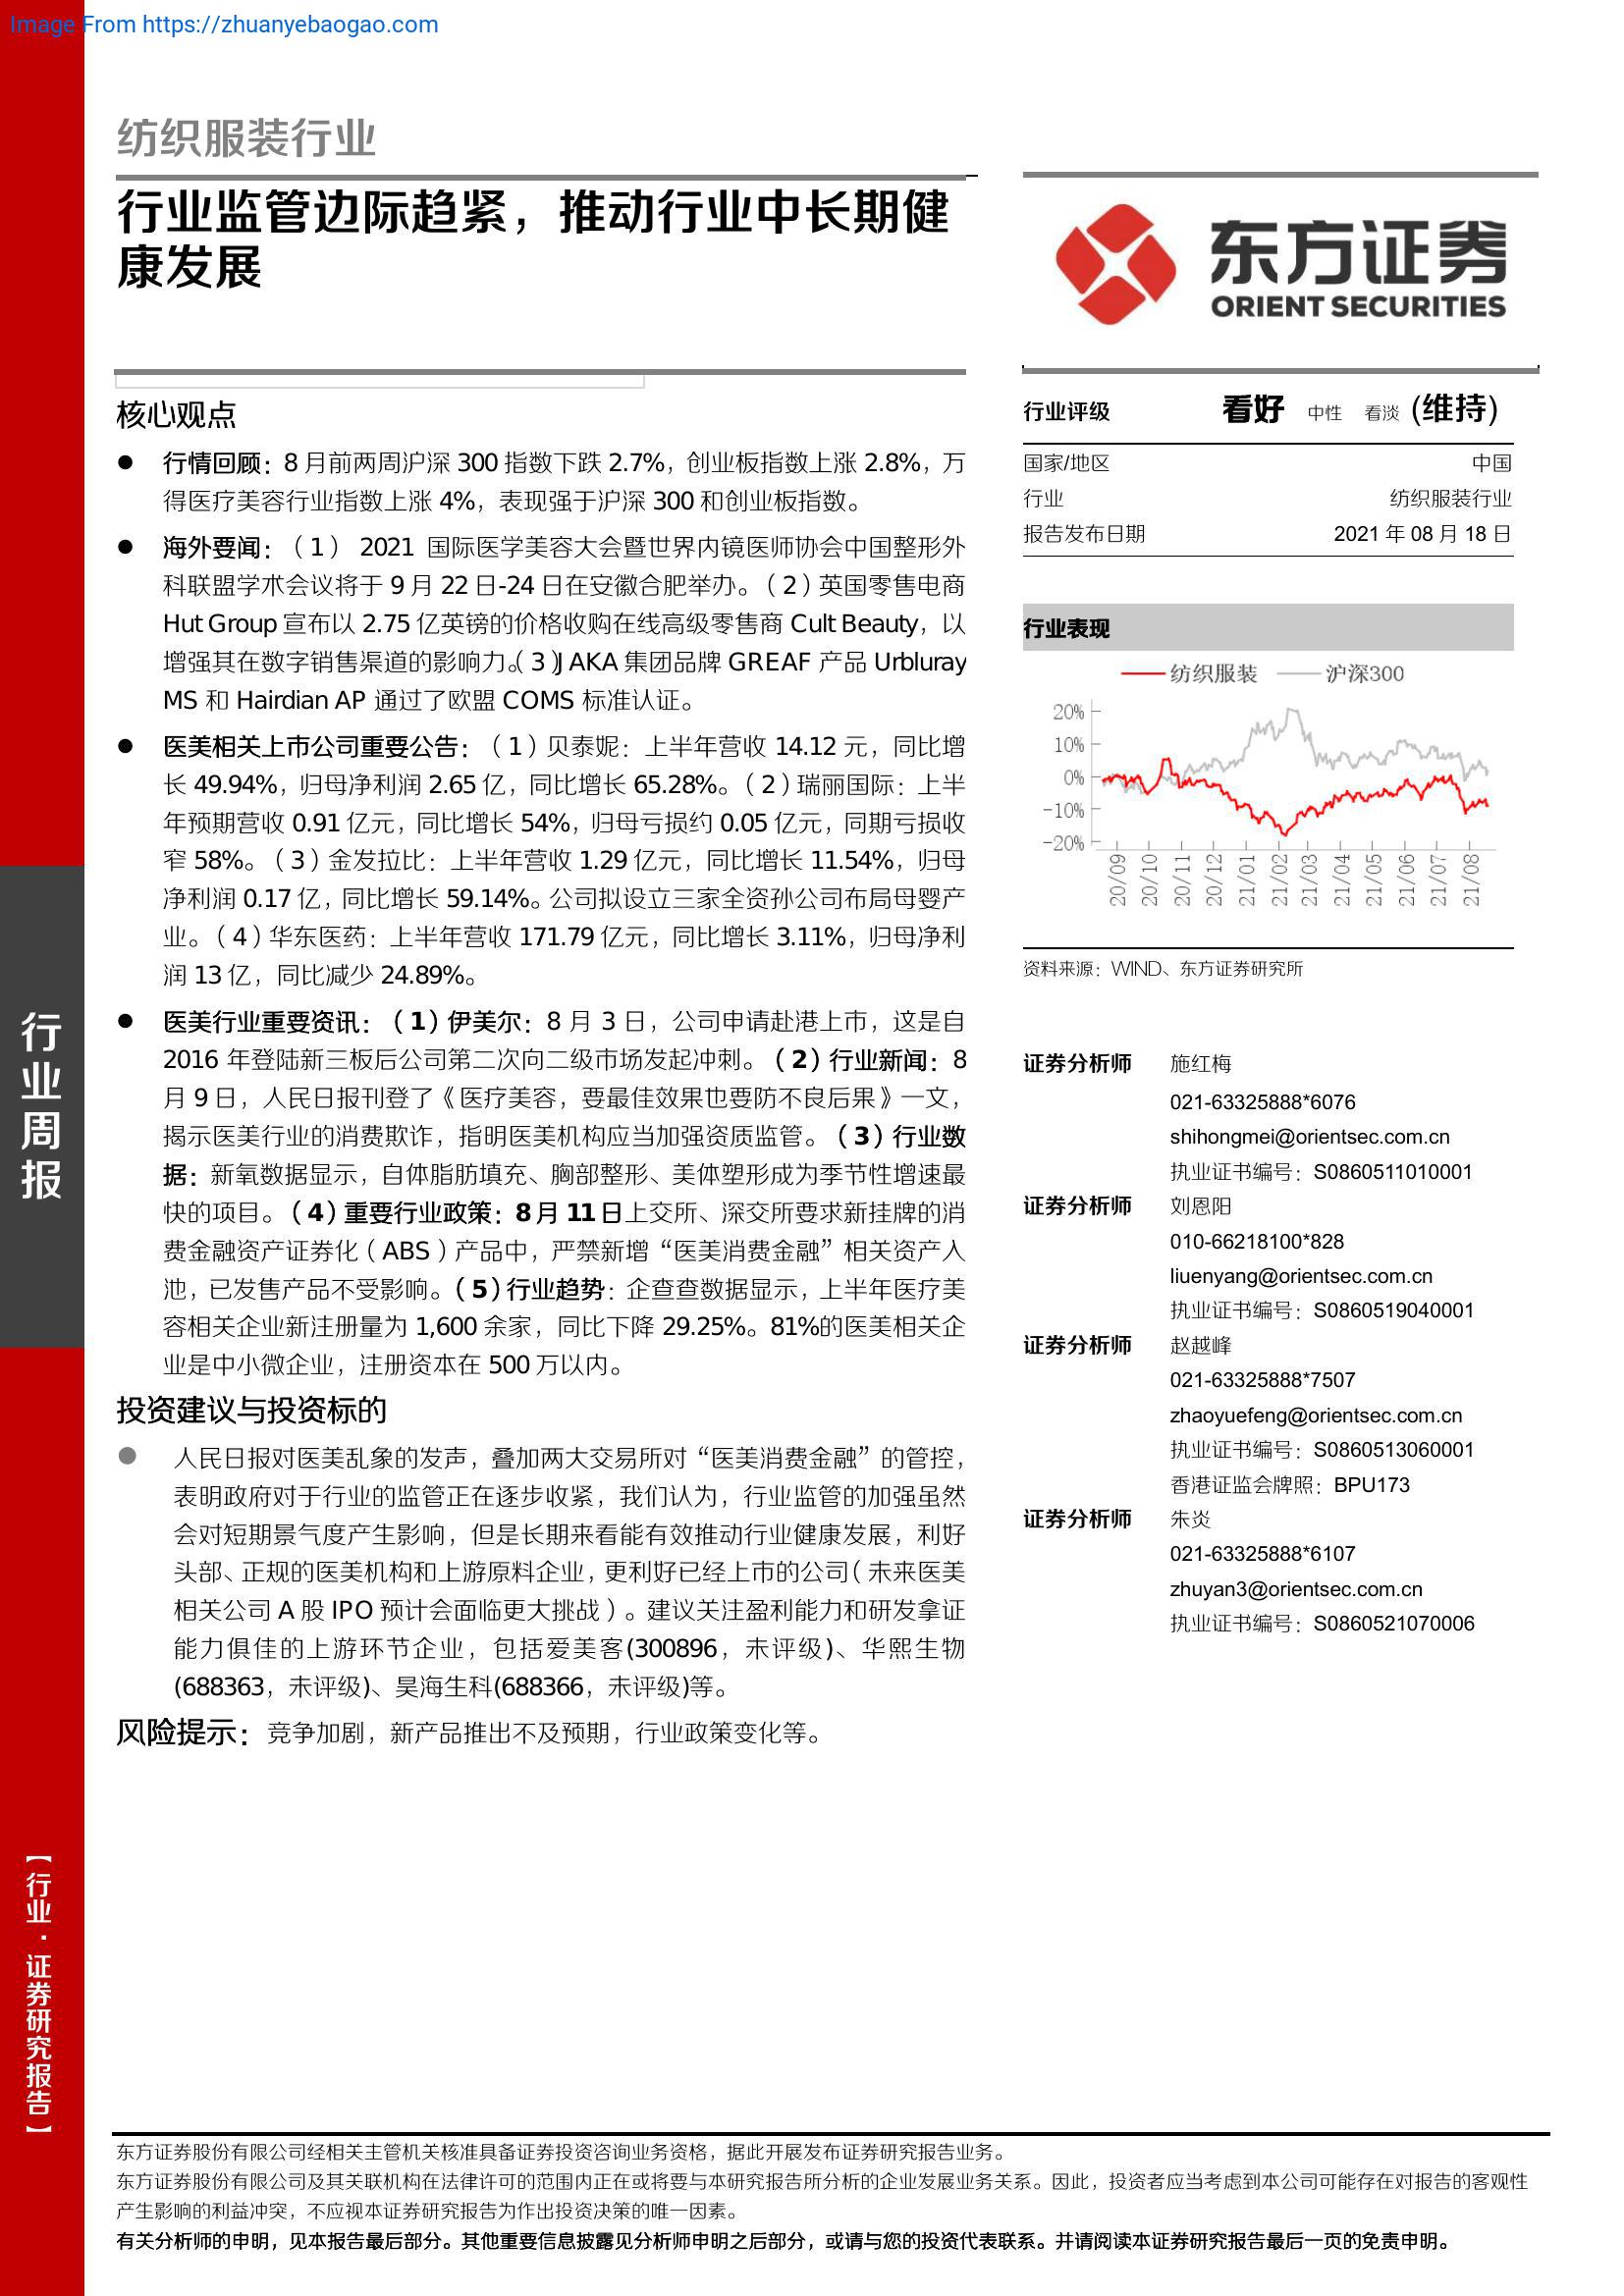 Image From https://zhuanyebaogao.com
纺织服装行业
行业监管边际趋紧，推动行业中长期健
康发展
东方证券
ORIENT SECURITIES
核心观点
● 行情回顾：8 月前两周沪深 300 指数下跌 2.7%，创业板指数上涨 2.8%，万
得医疗美容行业指数上涨 4%，表现强于沪深 300 和创业板指数。
● 海外要闻：（1） 2021 国际医学美容大会暨世界内镜医师协会中国整形外
科联盟学术会议将于 9 月 22 日-24 日在安徽合肥举办。（2）英国零售电商
Hut Group 宣布以 2.75 亿英镑的价格收购在线高级零售商 Cult Beauty，以
增强其在数字销售渠道的影响力。（3）JAKA 集团品牌 GREAF 产品 Urbluray
MS 和 Hairdian AP 通过了欧盟 COMS 标准认证。
● 医美相关上市公司重要公告：（1）贝泰妮：上半年营收 14.12 元，同比增
长 49.94%，归母净利润 2.65 亿，同比增长 65.28%。（2）瑞丽国际：上半
年预期营收 0.91 亿元，同比增长 54%，归母亏损约 0.05 亿元，同期亏损收
窄 58%。（3）金发拉比：上半年营收 1.29 亿元，同比增长 11.54%，归母
净利润 0.17 亿，同比增长 59.14%。公司拟设立三家全资孙公司布局母婴产
业。（4）华东医药：上半年营收 171.79 亿元，同比增长 3.11%，归母净利
润 13 亿，同比减少 24.89%。
● 医美行业重要资讯：（1）伊美尔：8 月 3 日，公司申请赴港上市，这是自
2016 年登陆新三板后公司第二次向二级市场发起冲刺。（2）行业新闻：8
月 9 日，人民日报刊登了《医疗美容，要最佳效果也要防不良后果》一文，
揭示医美行业的消费欺诈，指明医美机构应当加强资质监管。（3）行业数
据：新氧数据显示，自体脂肪填充、胸部整形、美体塑形成为季节性增速最
快的项目。（4）重要行业政策：8 月 11 日上交所、深交所要求新挂牌的消
费金融资产证券化（ABS）产品中，严禁新增“医美消费金融”相关资产入
池，已发售产品不受影响。（5）行业趋势：企查查数据显示，上半年医疗美
容相关企业新注册量为 1,600 余家，同比下降 29.25%。81%的医美相关企
业是中小微企业，注册资本在 500 万以内。
投资建议与投资标的
● 人民日报对医美乱象的发声，叠加两大交易所对“医美消费金融”的管控，
表明政府对于行业的监管正在逐步收紧，我们认为，行业监管的加强虽然
会对短期景气度产生影响，但是长期来看能有效推动行业健康发展，利好
头部、正规的医美机构和上游原料企业，更利好已经上市的公司（未来医美
相关公司 A 股 IPO 预计会面临更大挑战）。建议关注盈利能力和研发拿证
能力俱佳的上游环节企业，包括爱美客(300896，未评级)、华熙生物
(688363，未评级)、昊海生科(688366，未评级)等。
风险提示：竞争加剧，新产品推出不及预期，行业政策变化等。
行业评级 看好 中性 看淡 (维持)
国家/地区 中国
行业 纺织服装行业
报告发布日期 2021 年 08 月 18 日
行业表现
纺织服装 沪深300
20%
10%
0%
-10%
-20%
20/09 20/10 20/11 20/12 21/01 21/02 21/03 21/04 21/05 21/06 21/07 21/08
资料来源：WIND、东方证券研究所
证券分析师 施红梅
021-63325888*6076
shihongmei@orientsec.com.cn
执业证书编号：S0860511010001
证券分析师 刘恩阳
010-66218100*828
liuenyang@orientsec.com.cn
执业证书编号：S0860519040001
证券分析师 赵越峰
021-63325888*7507
zhaoyuefeng@orientsec.com.cn
执业证书编号：S0860513060001
香港证监会牌照：BPU173
证券分析师 朱炎
021-63325888*6107
zhuyan3@orientsec.com.cn
执业证书编号：S0860521070006
行业周报
【行业·证券研究报告】
东方证券股份有限公司经相关主管机关核准具备证券投资咨询业务资格，据此开展发布证券研究报告业务。
东方证券股份有限公司及其关联机构在法律许可的范围内正在或将要与本研究报告所分析的企业发展业务关系。因此，投资者应当考虑到本公司可能存在对报告的客观性
产生影响的利益冲突，不应视本证券研究报告为作出投资决策的唯一因素。
有关分析师的申明，见本报告最后部分。其他重要信息披露见分析师申明之后部分，或请与您的投资代表联系。并请阅读本证券研究报告最后一页的免责申明。